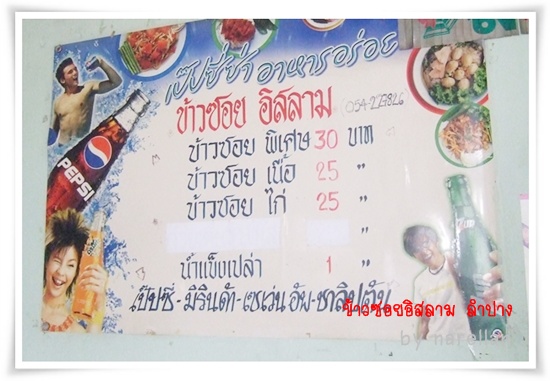 เป๊ปซี่ซ่า อาหารอร่อย
ข้าวซอย อิสลาม
ข้าวซอย พิเศษ 30 บาท
ข้าวซอย เนื้อ 25 "
ข้าวซอย ไก่ 25 "
น้ำแข็งเปล่า 1 "
เป๊ปซี่-มิรินด้า-เซเว่นอัพ-ชาลิปตัน
PEPSI
ข้าวซอยอิสลาม ลำปาง